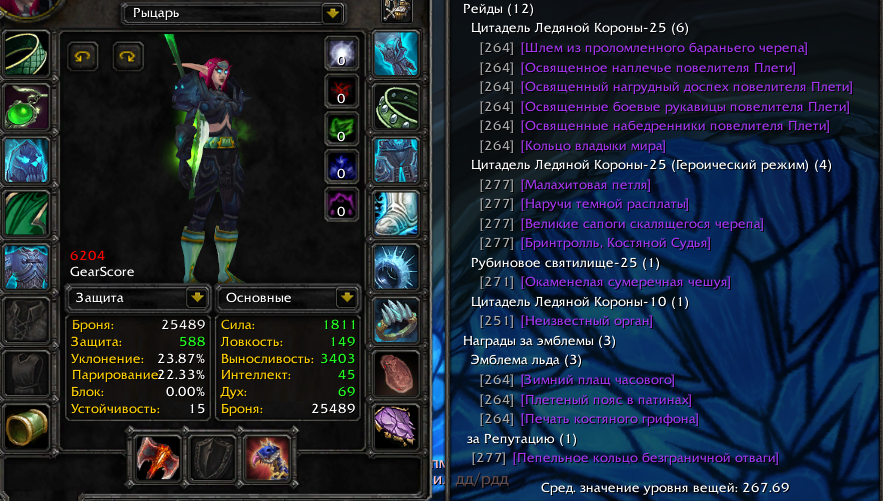 Рыцарь
0
0
0
0
0
6204
GearScore
Защита
Основные
Броня: 25489
Защита: 588
Уклонение: 23.87%
Парирование: 22.33%
Блок: 0.00%
Устойчивость: 15
Сила: 1811
Ловкость: 149
Выносливость: 3403
Интеллект: 45
Дух: 69
Броня: 25489
Рейды (12)
Цитадель Ледяной Короны-25 (6)
[264] [Шлем из проломленного бараньего черепа]
[264] [Освященное наплечье повелителя Плети]
[264] [Освященный нагрудный доспех повелителя Плети]
[264] [Освященные боевые рукавицы повелителя Плети]
[264] [Освященные набедренники повелителя Плети]
[264] [Кольцо владыки мира]
Цитадель Ледяной Короны-25 (Героический режим) (4)
[277] [Малахитовая петля]
[277] [Наручи темной расплаты]
[277] [Великие сапоги скалящегося черепа]
[277] [Бринтролль, Костяной Судья]
Рубиновое святилище-25 (1)
[271] [Окаменелая сумеречная чешуя]
Цитадель Ледяной Короны-10 (1)
[251] [Неизвестный орган]
Награды за эмблемы (3)
Эмблема льда (3)
[264] [Зимний плащ часового]
[264] [Плетеный пояс в патинах]
[264] [Печать костяного грифона]
за Репутацию (1)
[277] [Пепельное кольцо безграничной отваги]
дд/рдд
Сред. значение уровня вещей: 267.69